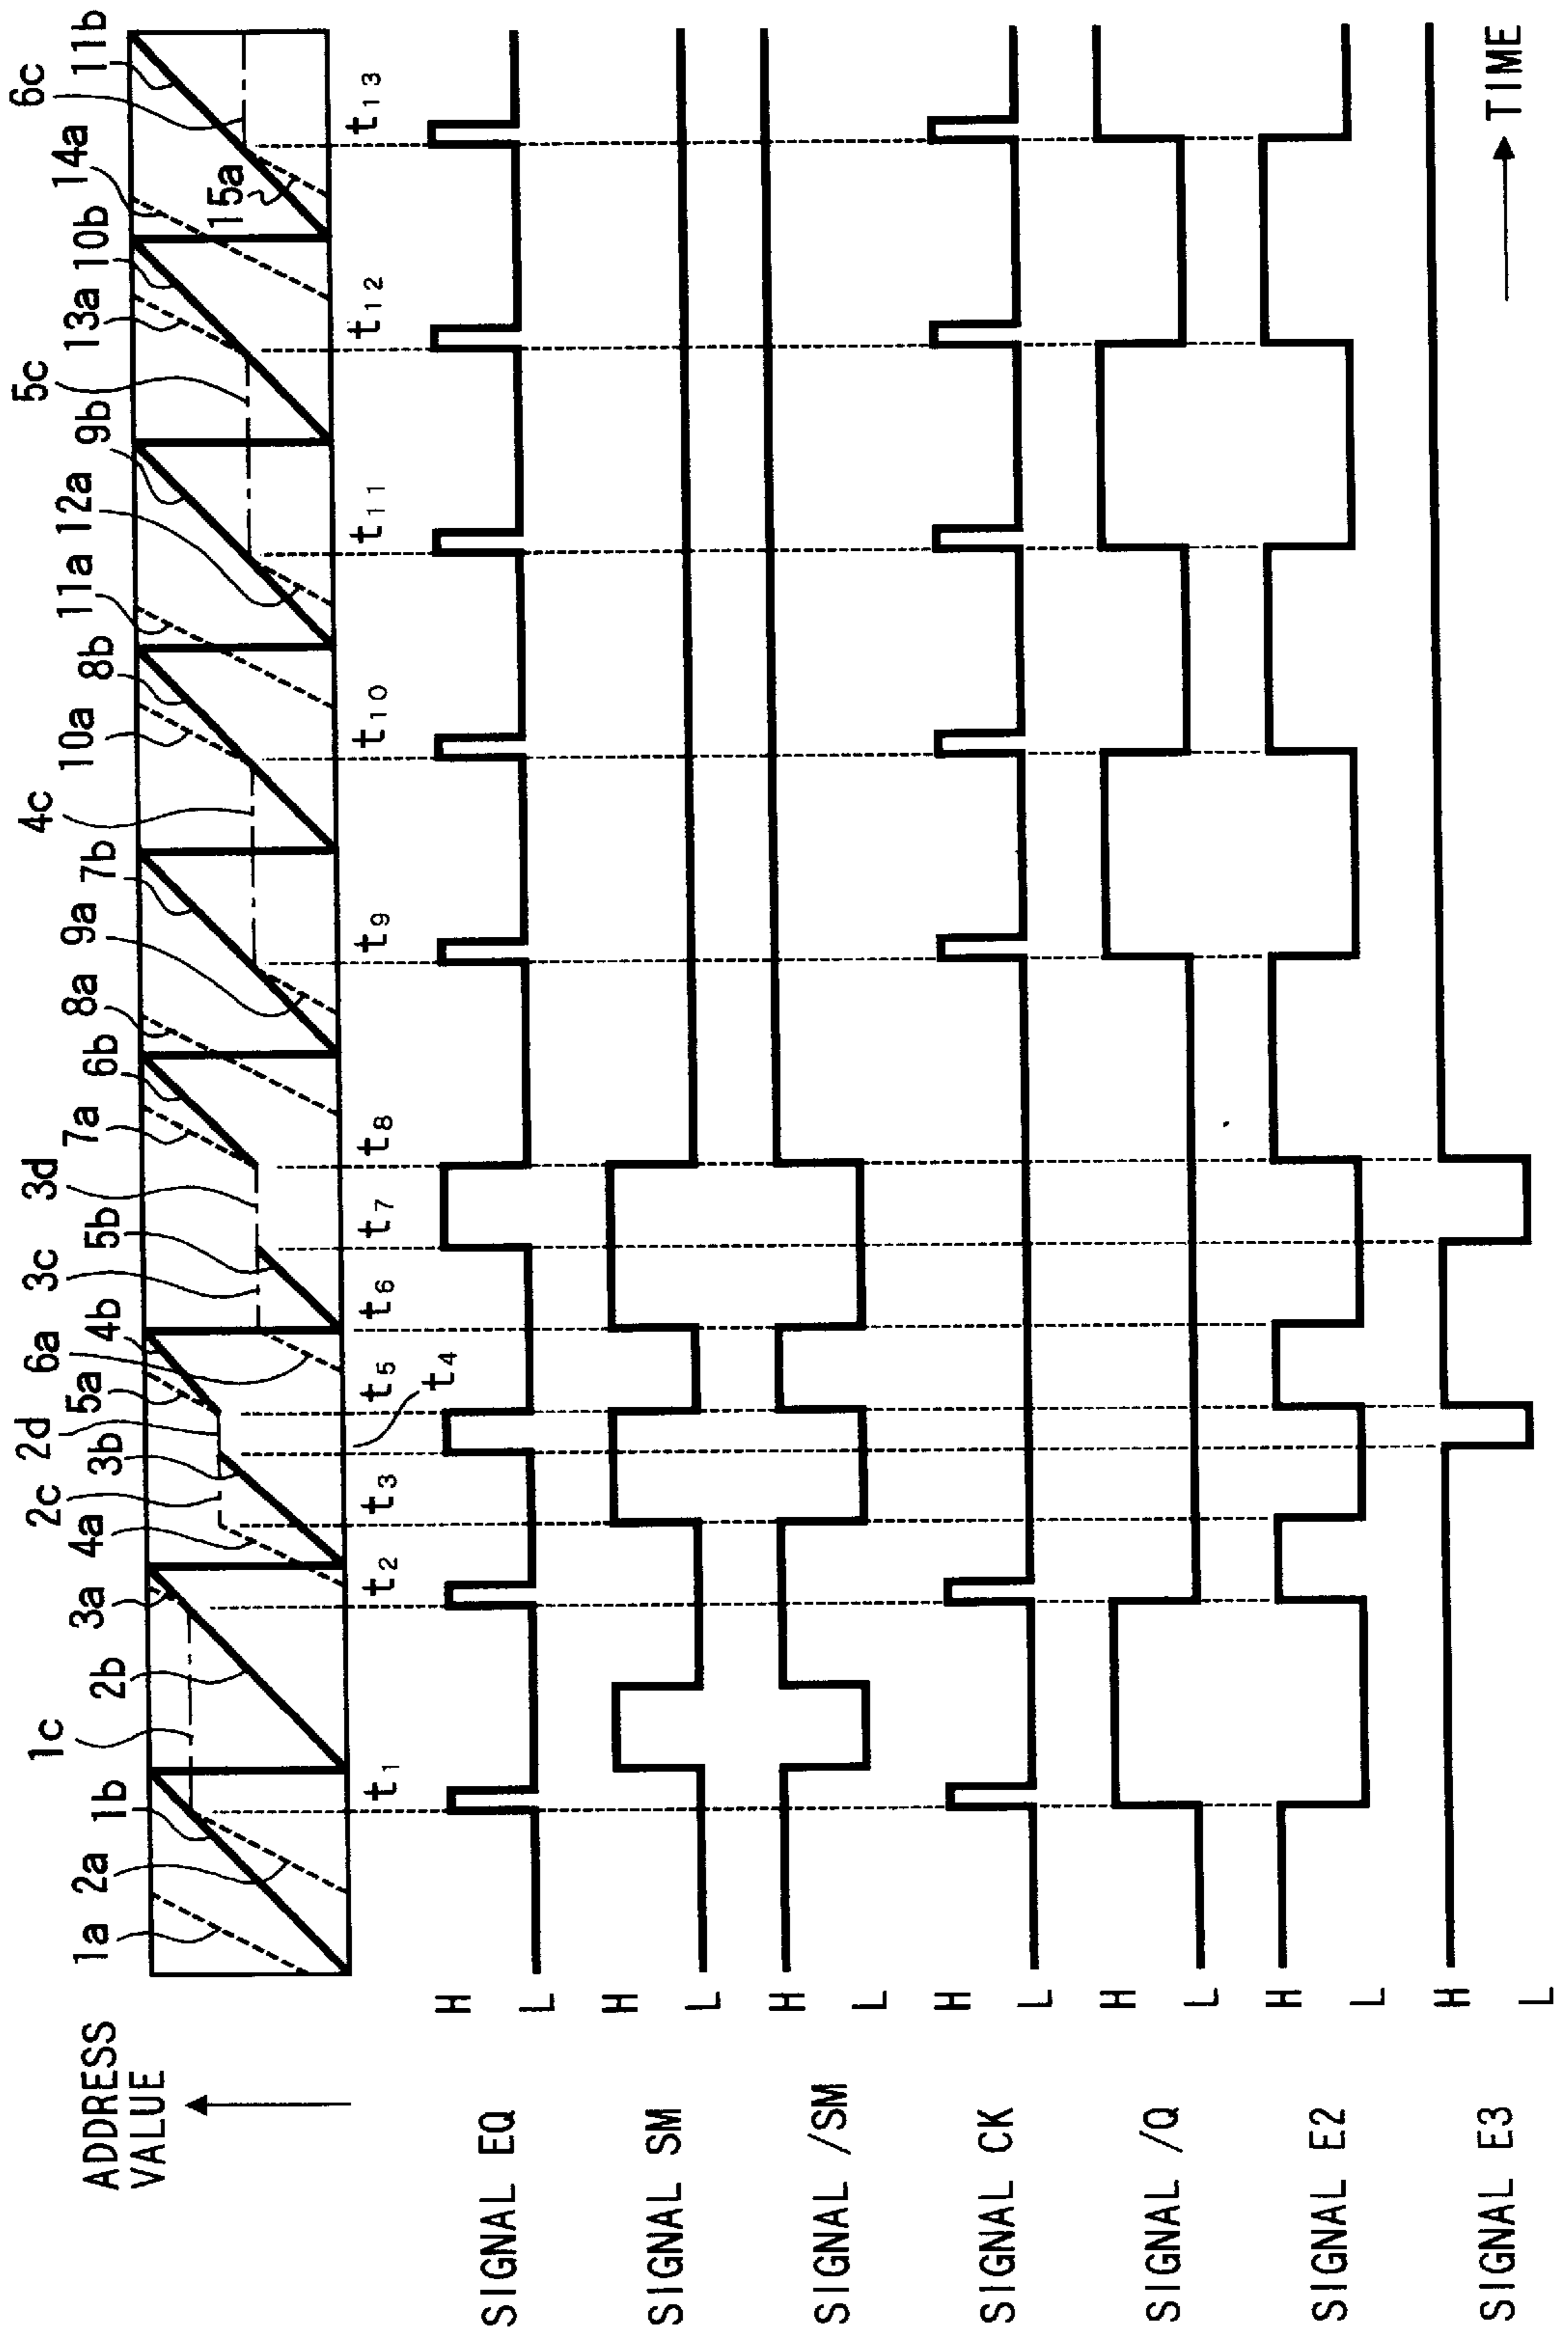 ADDRESS
VALUE
1a
2a
1b
1c
2b
3a
4a
2c
3b
2d
5a
6a
4b
3c
5b
3d
7a
6b
8a
9a
7b
4c
10a
8b
11a
12a
9b
5c
13a
10b
14a
15a
6c
11b
t1
t2
t3
t4
t5
t6
t7
t8
t9
t10
t11
t12
t13
SIGNAL EQ
H
L
SIGNAL SM
H
L
SIGNAL /SM
H
L
SIGNAL CK
H
L
SIGNAL /Q
H
L
SIGNAL E2
H
L
SIGNAL E3
H
L
TIME